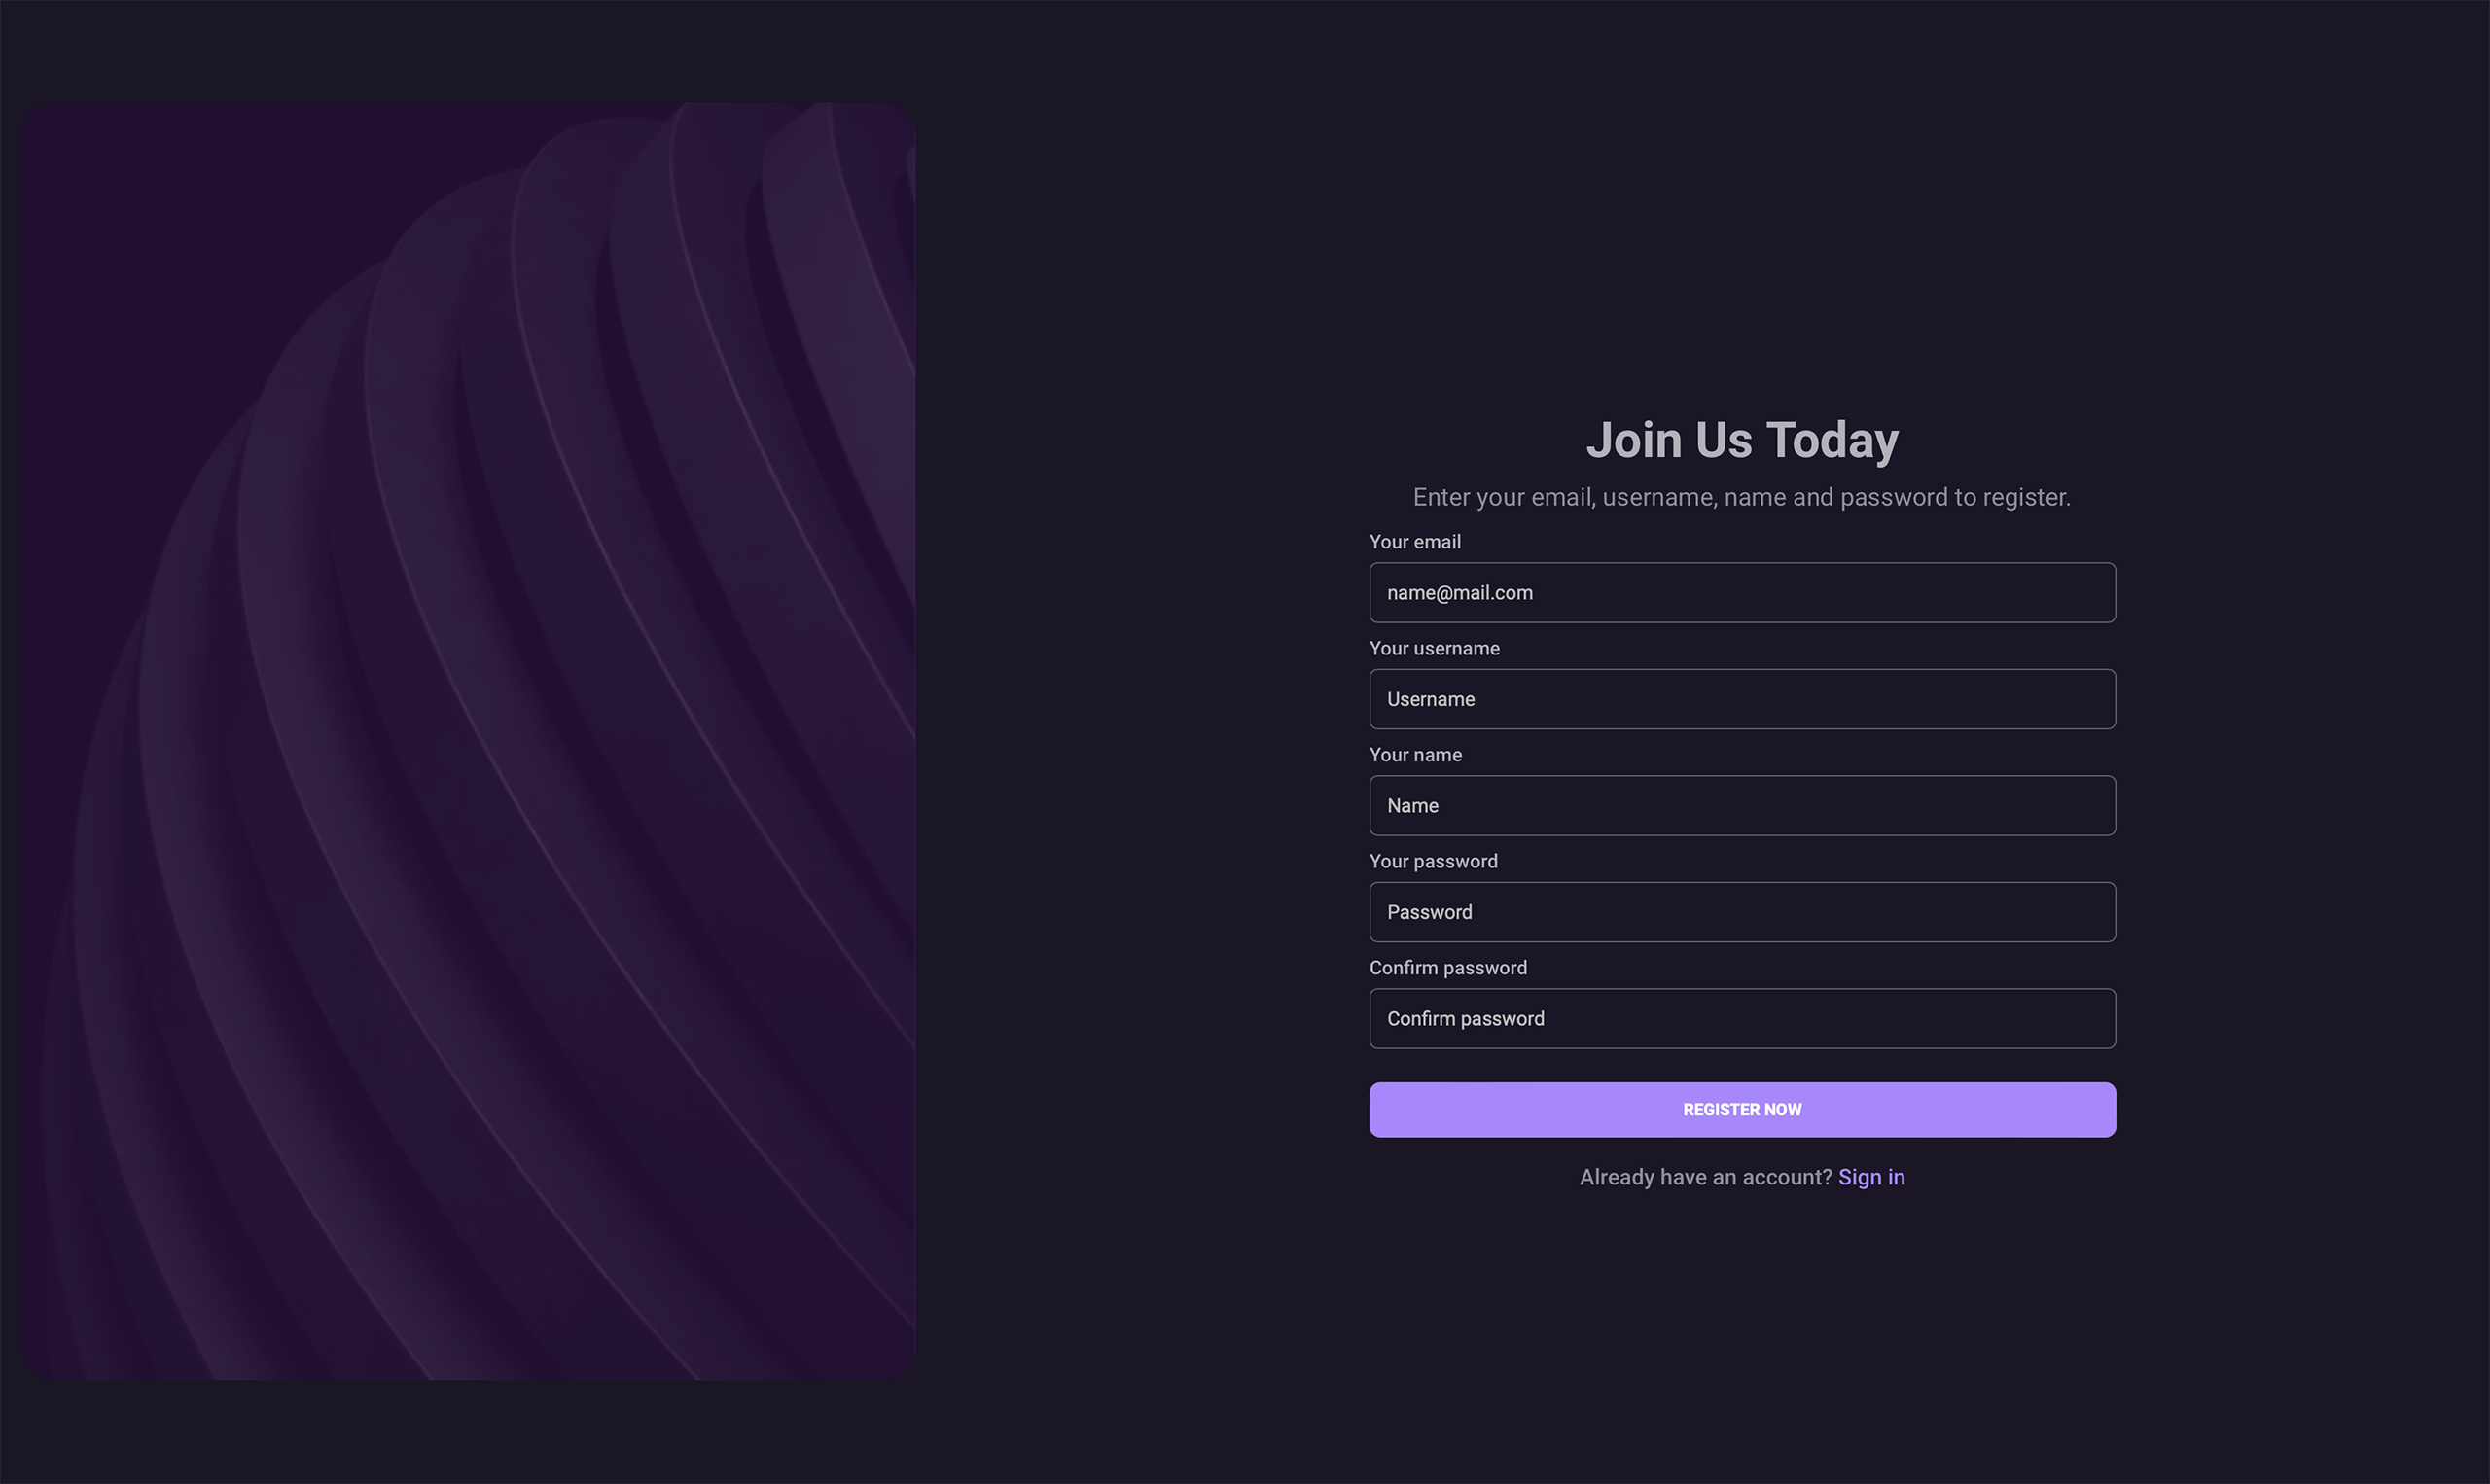 Join Us Today
Enter your email, username, name and password to register.
Your email
name@mail.com
Your username
Username
Your name
Name
Your password
Password
Confirm password
Confirm password
REGISTER NOW
Already have an account? Sign in